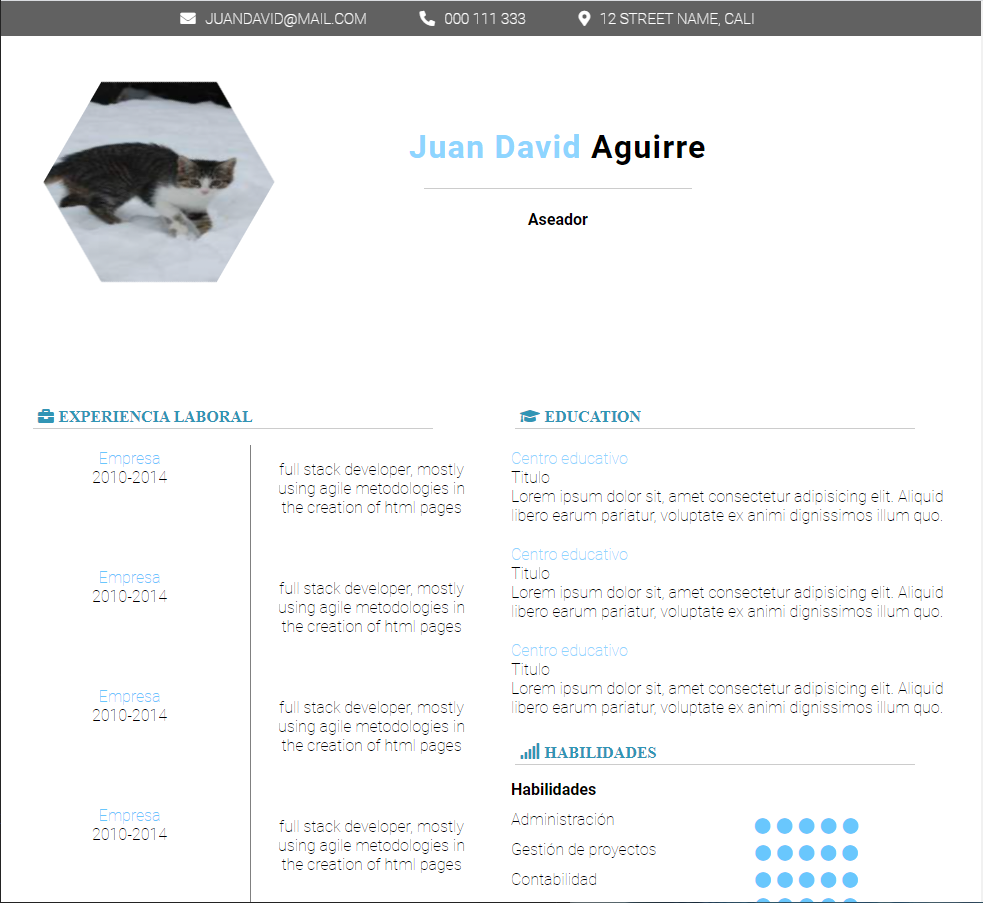 JUANDAVID@MAIL.COM 000 111 333 12 STREET NAME, CALI
Juan David Aguirre
Aseador
EXPERIENCIA LABORAL
Empresa
2010-2014
full stack developer, mostly
using agile metodologies in
the creation of html pages
Empresa
2010-2014
full stack developer, mostly
using agile metodologies in
the creation of html pages
Empresa
2010-2014
full stack developer, mostly
using agile metodologies in
the creation of html pages
Empresa
2010-2014
full stack developer, mostly
using agile metodologies in
the creation of html pages
EDUCATION
Centro educativo
Titulo
Lorem ipsum dolor sit, amet consectetur adipisicing elit. Aliquid
libero earum pariatur, voluptate ex animi dignissimos illum quo.
Centro educativo
Titulo
Lorem ipsum dolor sit, amet consectetur adipisicing elit. Aliquid
libero earum pariatur, voluptate ex animi dignissimos illum quo.
Centro educativo
Titulo
Lorem ipsum dolor sit, amet consectetur adipisicing elit. Aliquid
libero earum pariatur, voluptate ex animi dignissimos illum quo.
HABILIDADES
Habilidades
Administración
Gestión de proyectos
Contabilidad